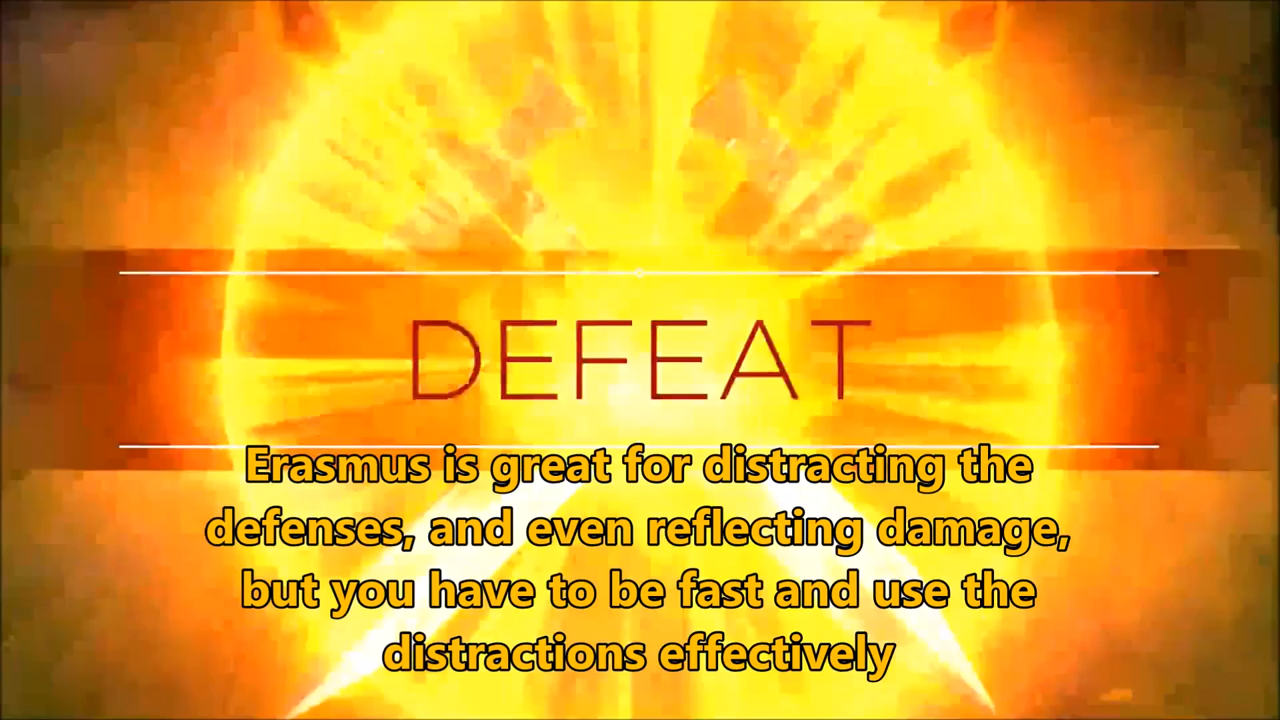 DEFEAT
Erasmus is great for distracting the
defenses, and even reflecting damage,
but you have to be fast and use the
distractions effectively